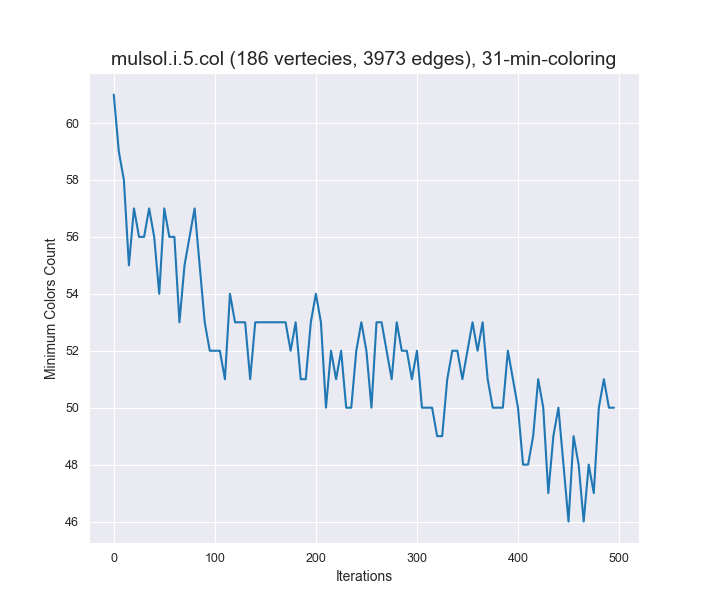 mulsol.i.5.col (186 vertecies, 3973 edges), 31-min-coloring
Minimum Colors Count
60
58
56
54
52
50
48
46
0 100 200 300 400 500
Iterations